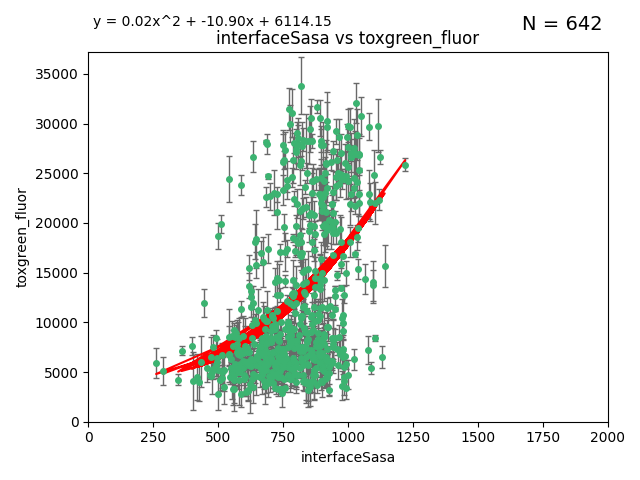 y = 0.02x^2 + -10.90x + 6114.15
N = 642
interfaceSasa vs toxgreen_fluor
35000
30000
25000
20000
15000
10000
5000
0
toxgreen_fluor
0 250 500 750 1000 1250 1500 1750 2000
interfaceSasa